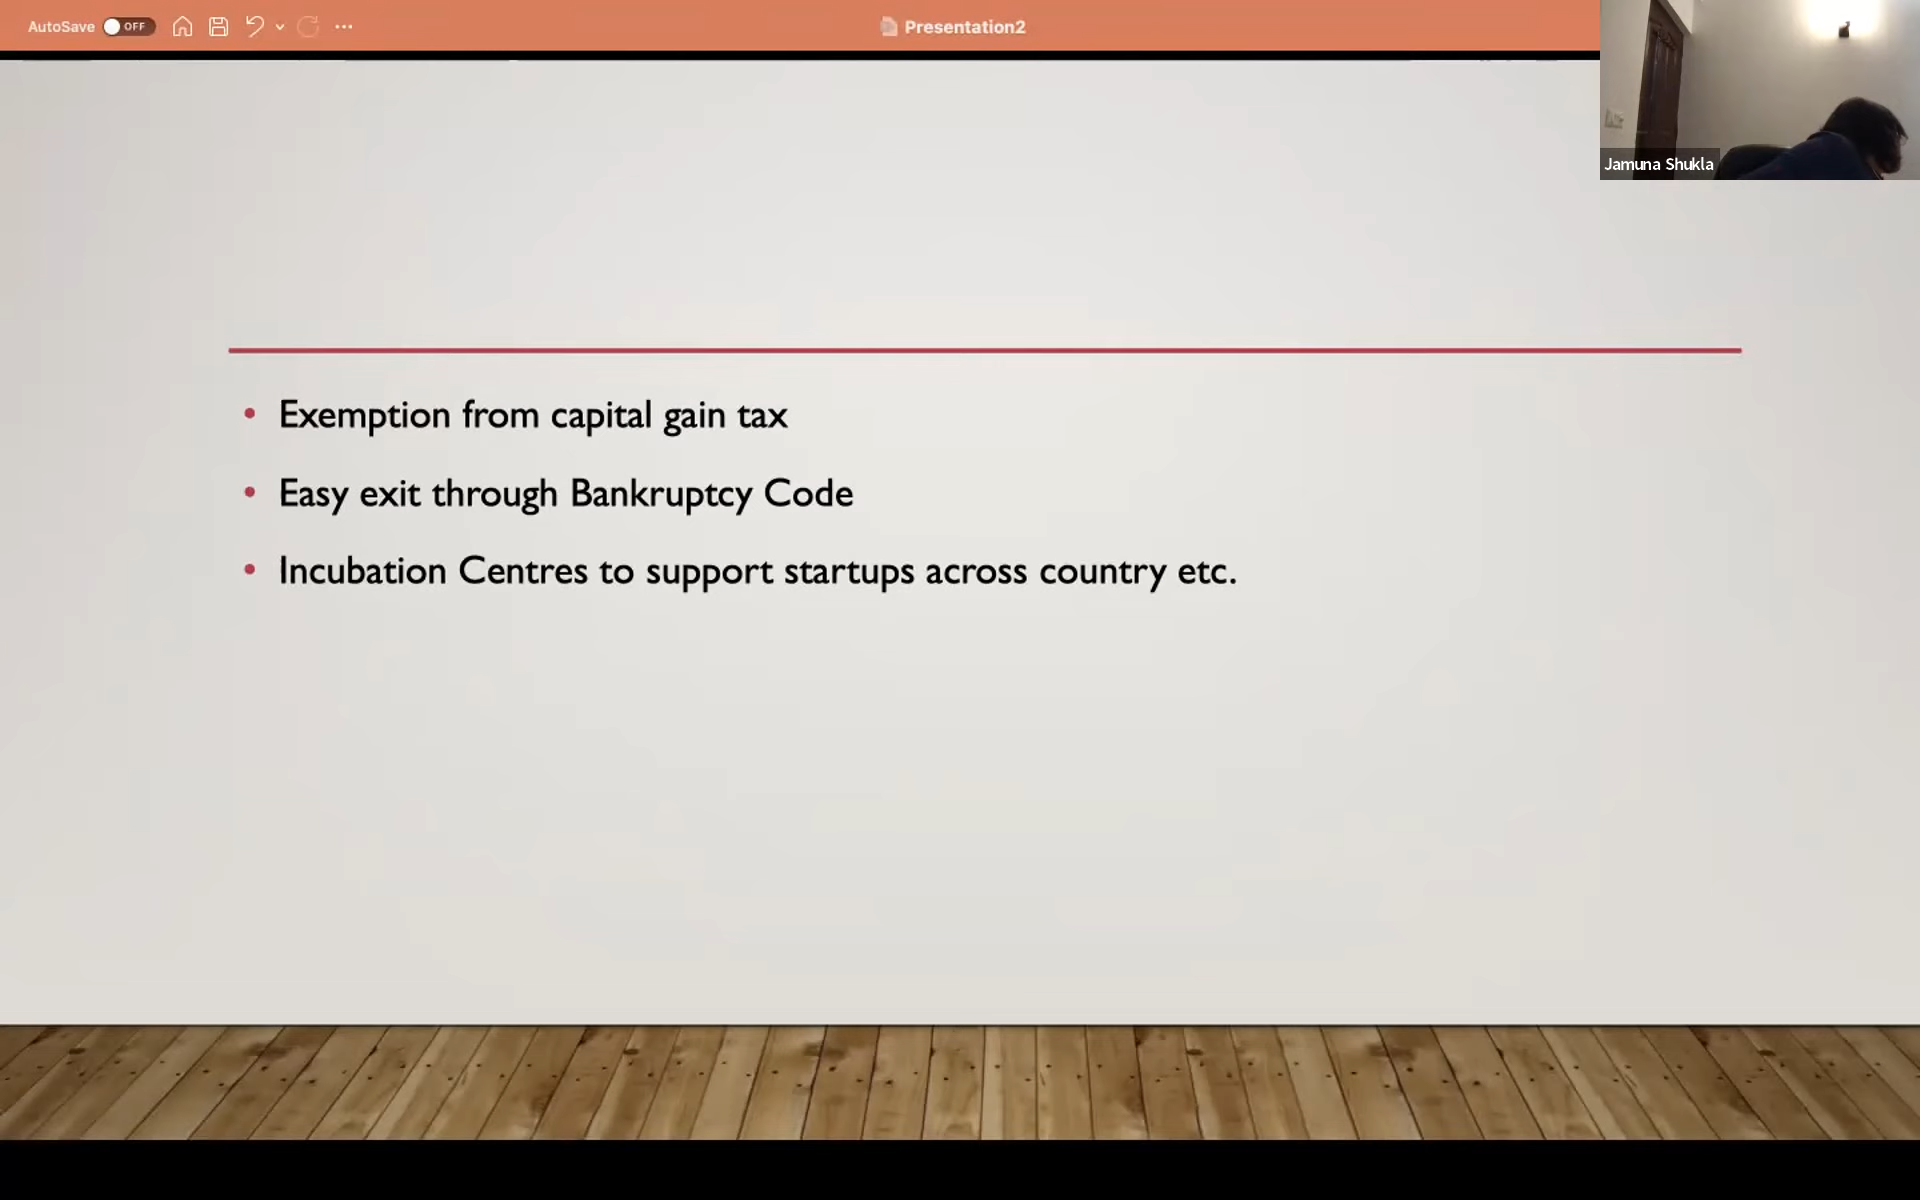 AutoSave OFF
Presentation2
Jamuna Shukla
• Exemption from capital gain tax
• Easy exit through Bankruptcy Code
• Incubation Centres to support startups across country etc.